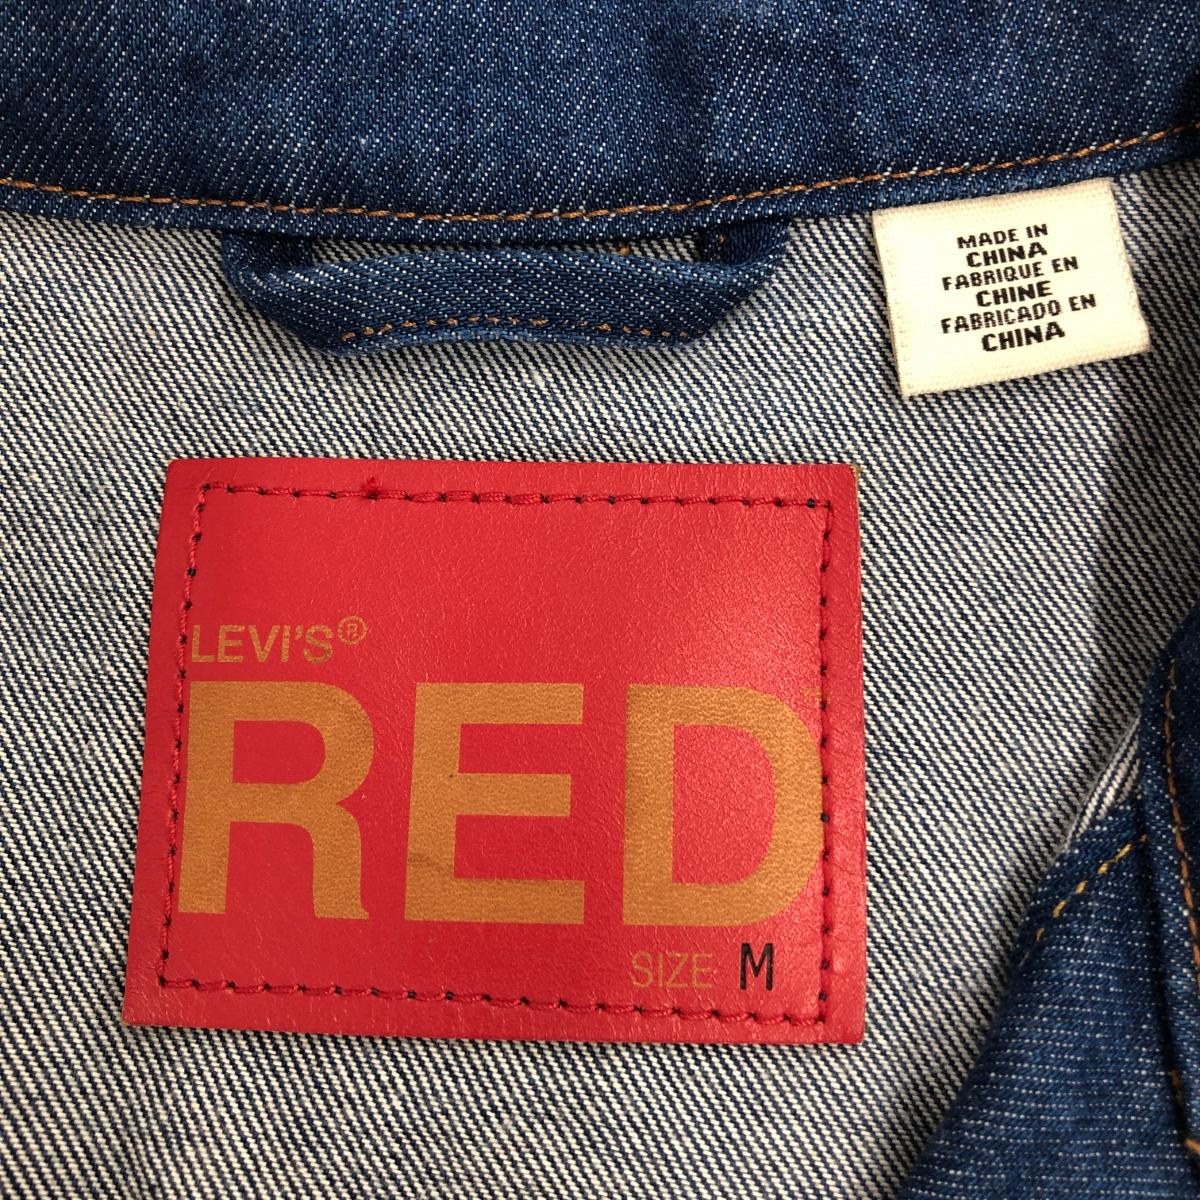 MADE IN
CHINA
FABRIQUE EN
CHINE
FABRICADO EN
CHINA
LEVI'S®
RED™
SIZE M